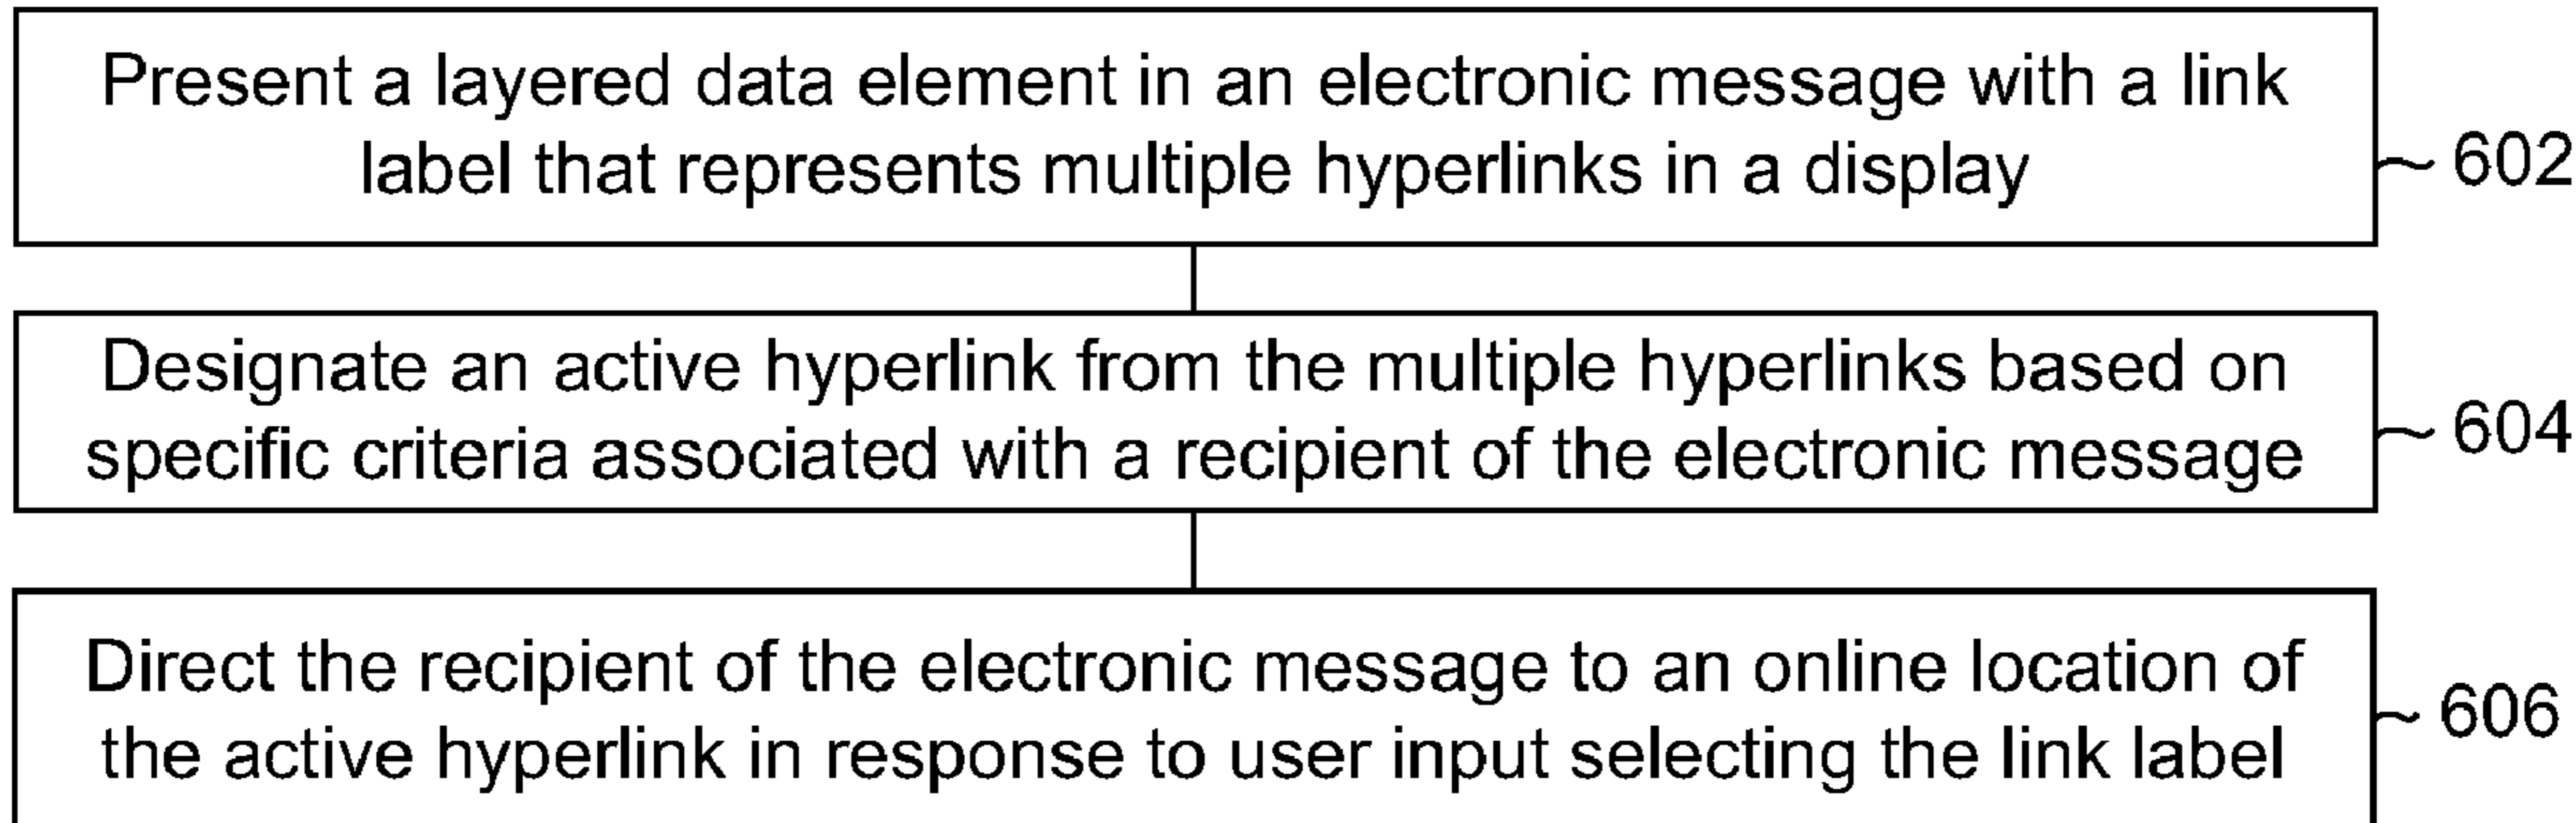 Present a layered data element in an electronic message with a link
label that represents multiple hyperlinks in a display
602
Designate an active hyperlink from the multiple hyperlinks based on
specific criteria associated with a recipient of the electronic message
604
Direct the recipient of the electronic message to an online location of
the active hyperlink in response to user input selecting the link label
606